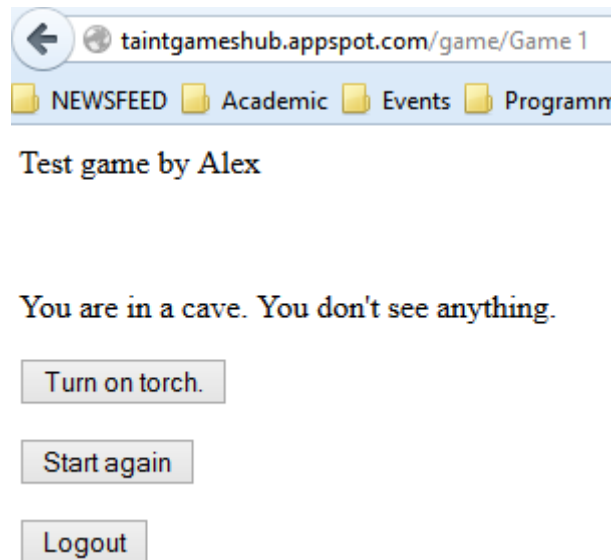 taintgameshub.appspot.com/game/Game 1
NEWSFEED Academic Events Programm
Test game by Alex
You are in a cave. You don't see anything.
Turn on torch.
Start again
Logout